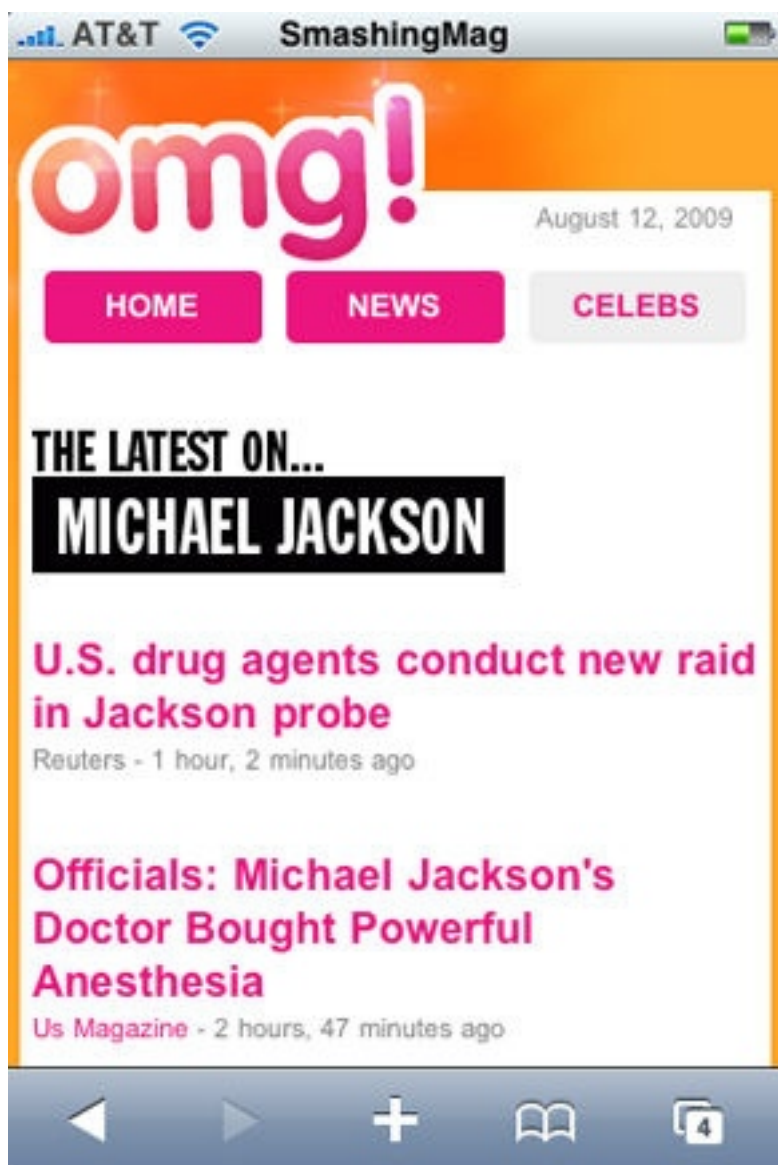 AT&T SmashingMag
omg!
August 12, 2009
HOME NEWS CELEBS
THE LATEST ON...
MICHAEL JACKSON
U.S. drug agents conduct new raid
in Jackson probe
Reuters - 1 hour, 2 minutes ago
Officials: Michael Jackson's
Doctor Bought Powerful
Anesthesia
Us Magazine - 2 hours, 47 minutes ago
4